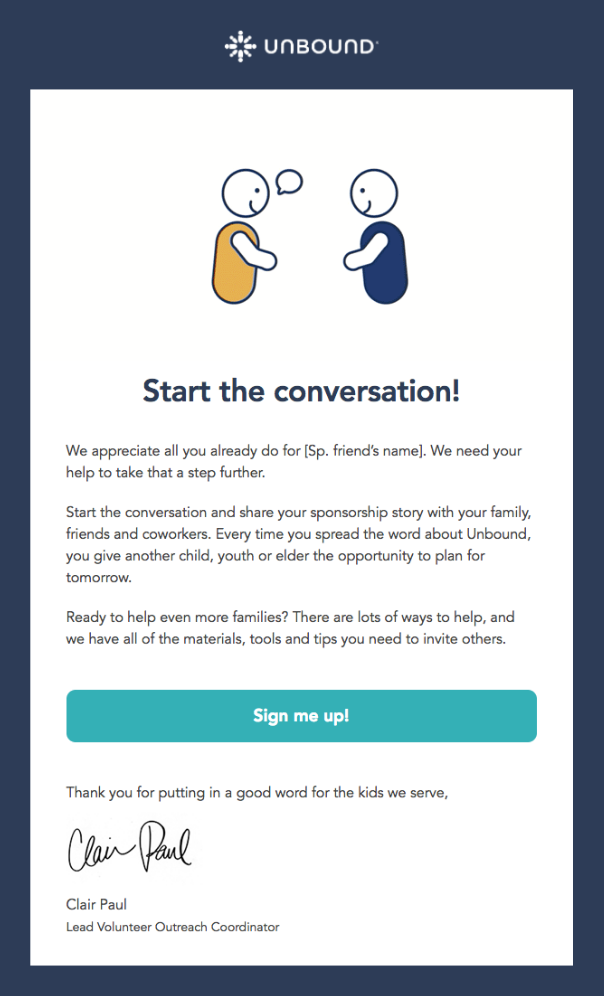 UNBOUND
Start the conversation!
We appreciate all you already do for [Sp. friend's name]. We need your
help to take that a step further.
Start the conversation and share your sponsorship story with your family,
friends and coworkers. Every time you spread the word about Unbound,
you give another child, youth or elder the opportunity to plan for
tomorrow.
Ready to help even more families? There are lots of ways to help, and
we have all of the materials, tools and tips you need to invite others.
Sign me up!
Thank you for putting in a good word for the kids we serve,
Clair Paul
Clair Paul
Lead Volunteer Outreach Coordinator